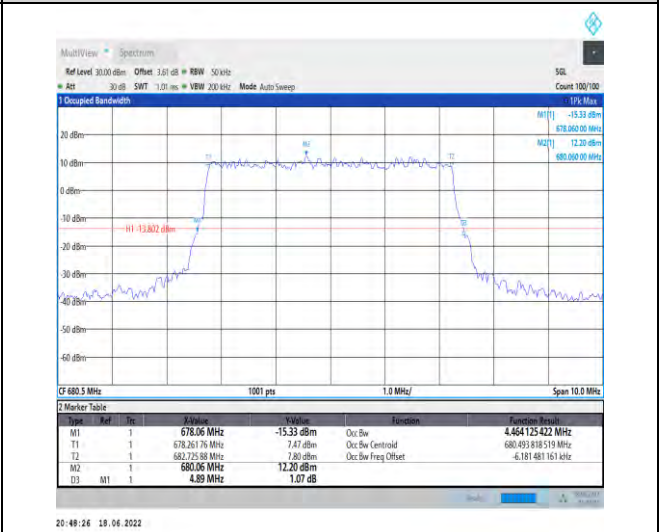 MultiView Spectrum
Ref Level 30.00 dBm Offset 3.61 dB RBW 50 kHz SGL
Att 30 dB SWT 1.01 ms VBW 200 kHz Mode Auto Sweep Count 100/100
1 Occupied Bandwidth 1Pk Max
M1[1] -15.33 dBm
678.060 00 MHz
M2[1] 12.20 dBm
680.060 00 MHz
20 dBm
M2
T1 T2
10 dBm
0 dBm
-10 dBm
M1 D3
H1 -13.802 dBm
-20 dBm
-30 dBm
-40 dBm
-50 dBm
-60 dBm
CF 680.5 MHz 1001 pts 1.0 MHz/ Span 10.0 MHz
2 Marker Table
Type Ref Trc X-Value Y-Value Function Function Result
M1 1 678.06 MHz -15.33 dBm Occ Bw 4.464 125 422 MHz
T1 1 678.261 76 MHz 7.47 dBm Occ Bw Centroid 680.493 818 519 MHz
T2 1 682.725 88 MHz 7.80 dBm Occ Bw Freq Offset -6.181 481 161 kHz
M2 1 680.06 MHz 12.20 dBm
D3 M1 1 4.89 MHz 1.07 dB
20:48:26 18.06.2022